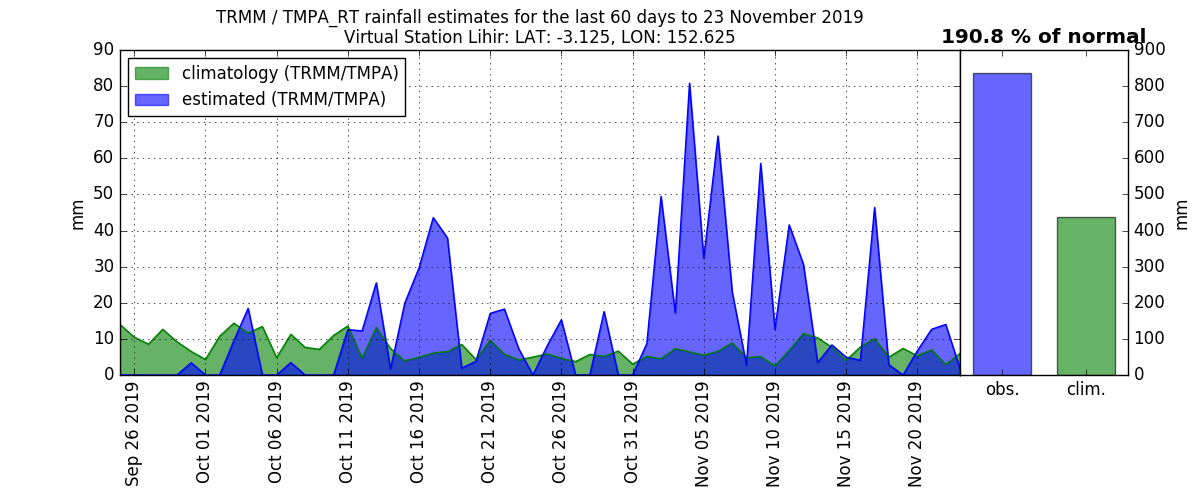 TRMM / TMPA_RT rainfall estimates for the last 60 days to 23 November 2019
Virtual Station Lihir: LAT: -3.125, LON: 152.625
190.8 % of normal
climatology (TRMM/TMPA)
estimated (TRMM/TMPA)
mm
90
80
70
60
50
40
30
20
10
0
Sep 26 2019
Oct 01 2019
Oct 06 2019
Oct 11 2019
Oct 16 2019
Oct 21 2019
Oct 26 2019
Oct 31 2019
Nov 05 2019
Nov 10 2019
Nov 15 2019
Nov 20 2019
obs.
clim.
900
800
700
600
500
400
300
200
100
0
mm